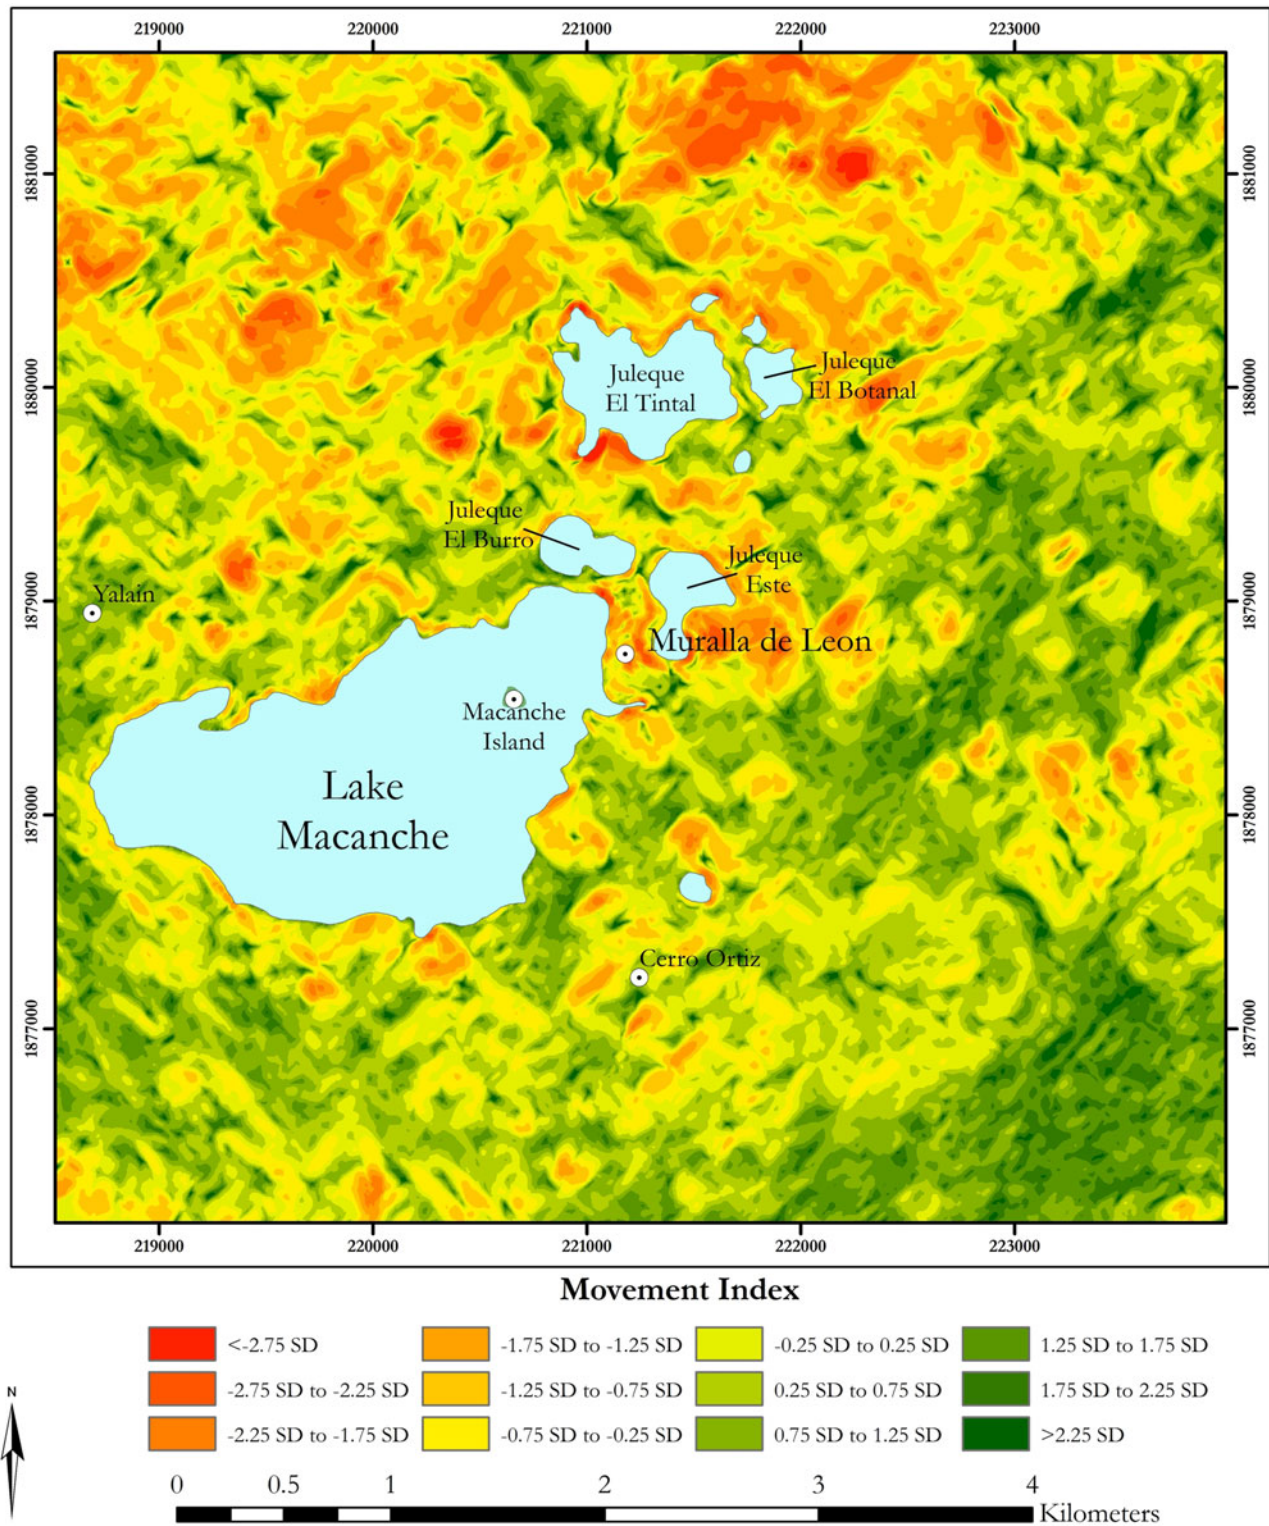 219000 220000 221000 222000 223000
1881000 1881000
1880000 1880000
1879000 1879000
1878000 1878000
1877000 1877000
Juleque
El Tintal
Juleque
El Botanal
Juleque
El Burro
Juleque
Este
Yalain
Muralla de Leon
Macanche
Island
Lake
Macanche
Cerro Ortiz
219000 220000 221000 222000 223000
Movement Index
<-2.75 SD
-2.75 SD to -2.25 SD
-2.25 SD to -1.75 SD
-1.75 SD to -1.25 SD
-1.25 SD to -0.75 SD
-0.75 SD to -0.25 SD
-0.25 SD to 0.25 SD
0.25 SD to 0.75 SD
0.75 SD to 1.25 SD
1.25 SD to 1.75 SD
1.75 SD to 2.25 SD
>2.25 SD
N
0 0.5 1 2 3 4
Kilometers